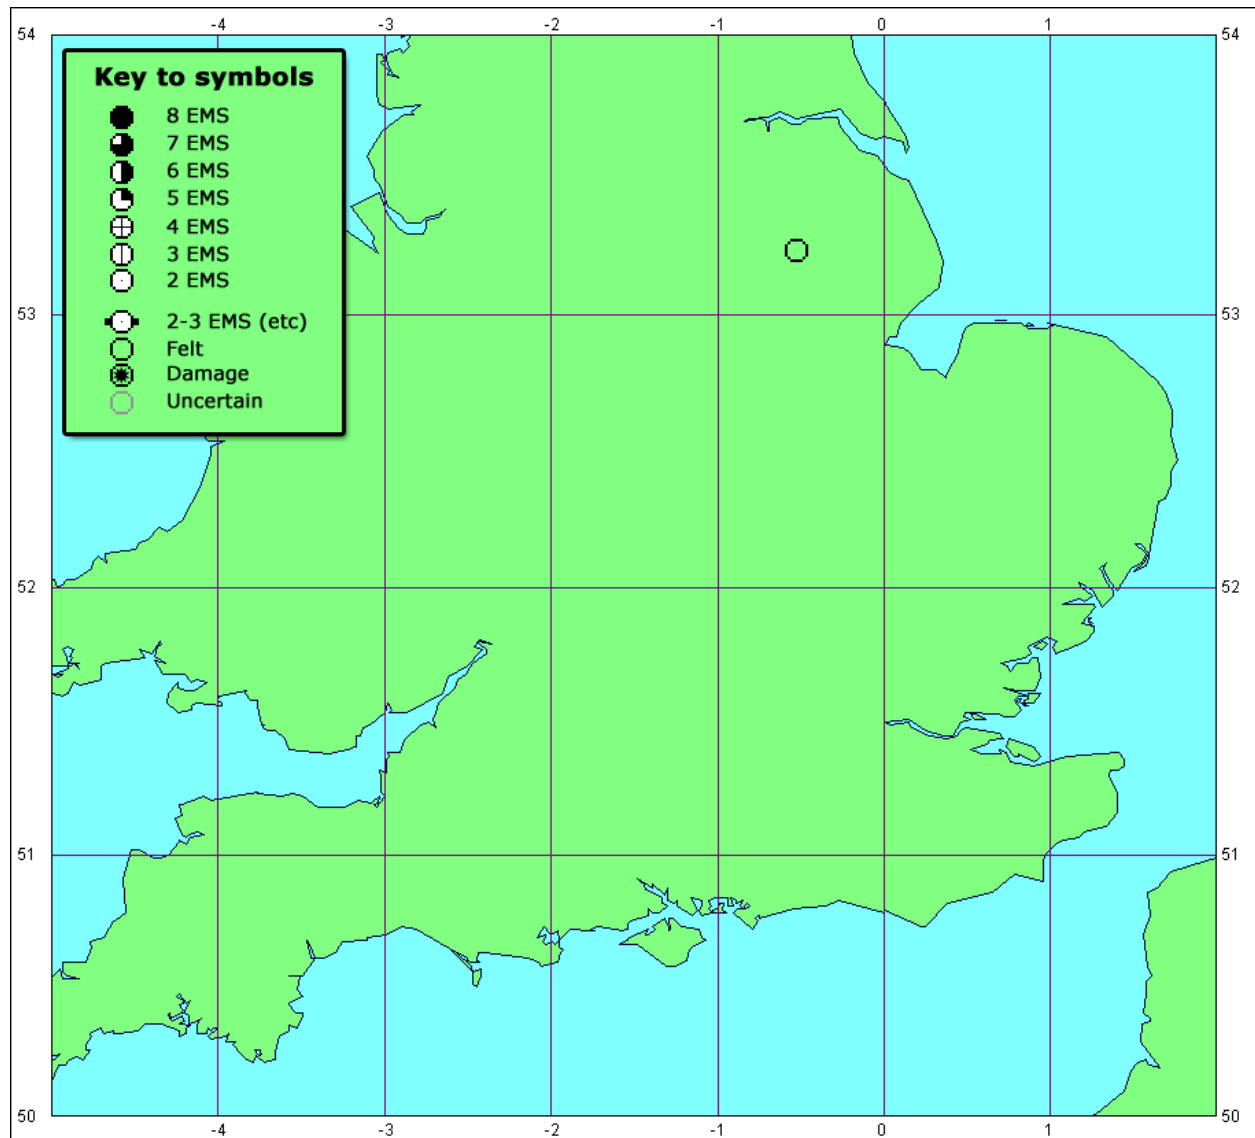 -4 -3 -2 -1 0 1
54 54
Key to symbols
8 EMS
7 EMS
6 EMS
5 EMS
4 EMS
3 EMS
2 EMS
2-3 EMS (etc)
Felt
Damage
Uncertain
53 53
52 52
51 51
50 50
-4 -3 -2 -1 0 1